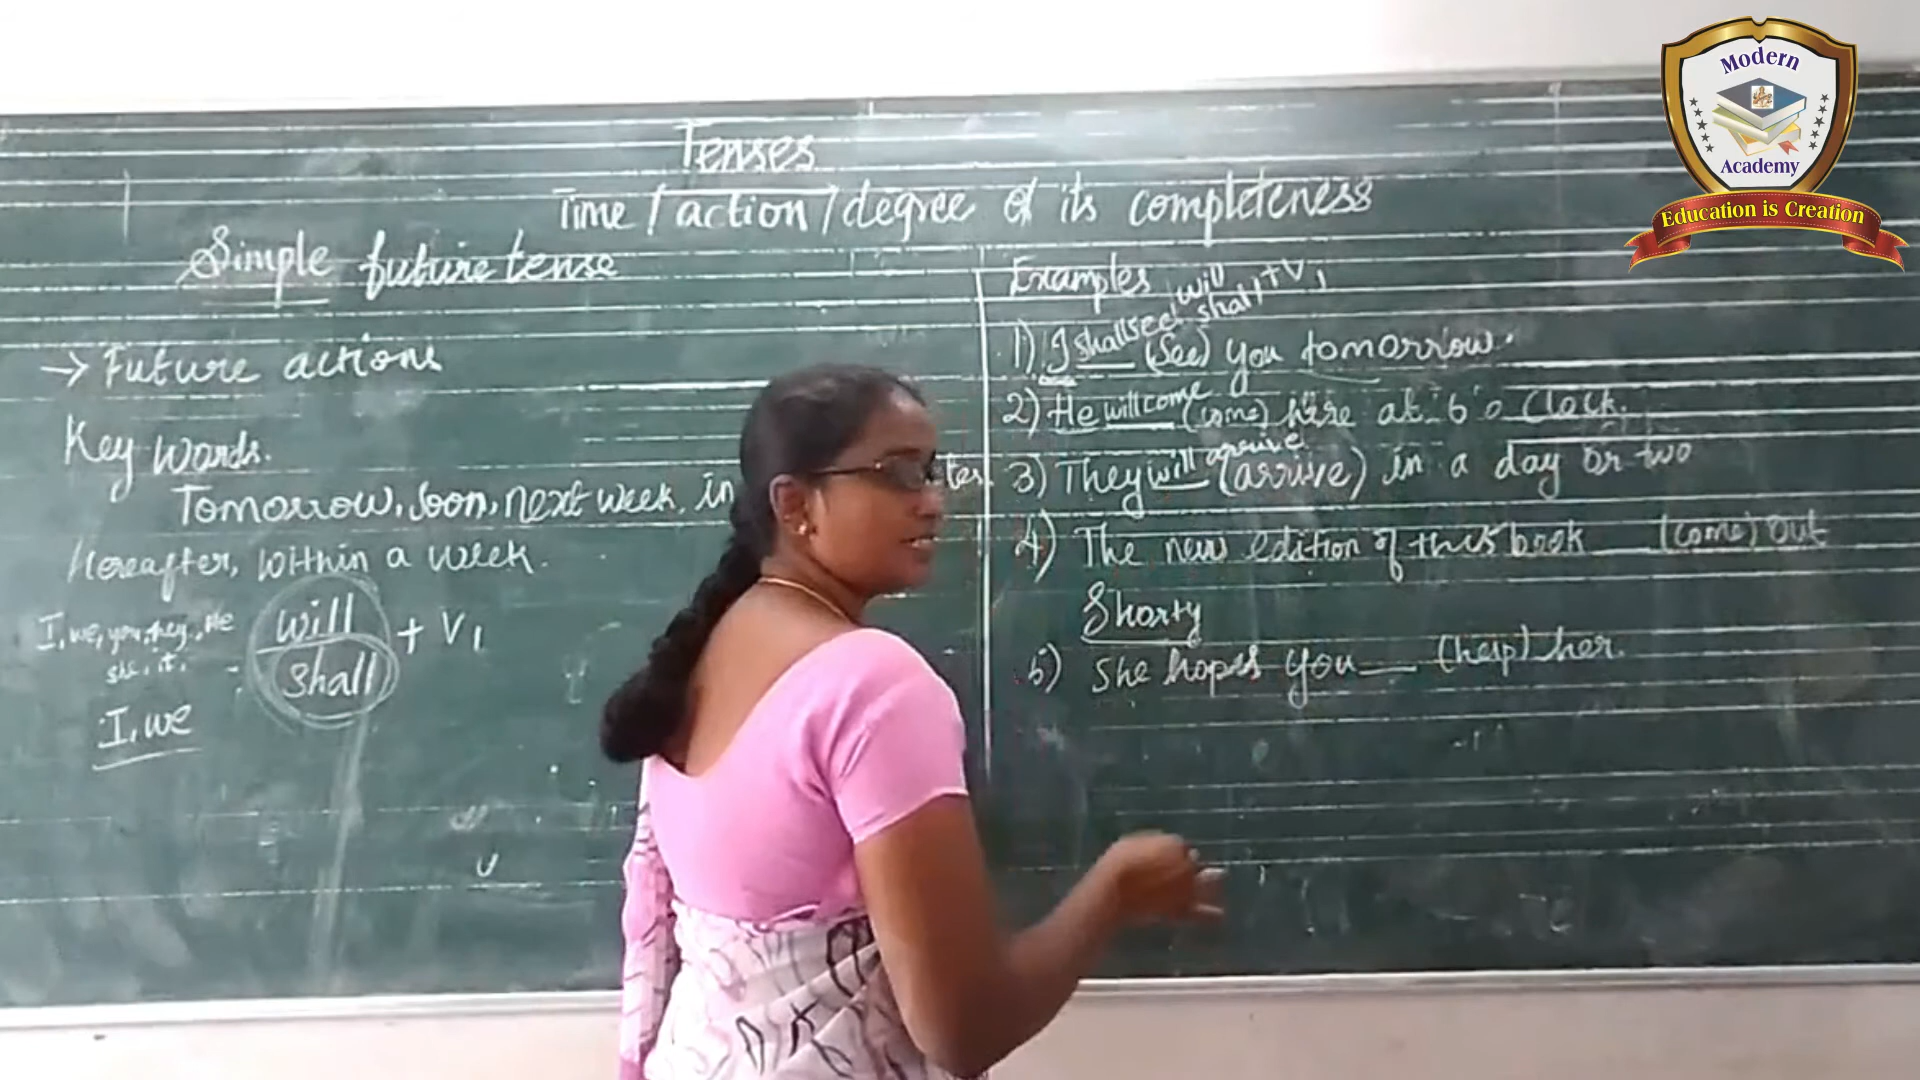 Modern
Academy
Education is Creation
Tenses
Time / action / degree of its completeness
Simple future tense
→ Future actions
Key words.
Tomorrow, Soon, next week, in
Hereafter, within a week.
I, we, you, they, He
she, it.
:
will
shall
+ V1
I, we
Examples
will
shall
+V1
shall see
1) I ___ (see) you tomorrow.
2) He will come (come) here at 6'o clock.
arrive
3) They will (arrive) in a day or two
4) The new edition of this book ___ (come) out
Shorty
5) She hopes you ___ (help) her.